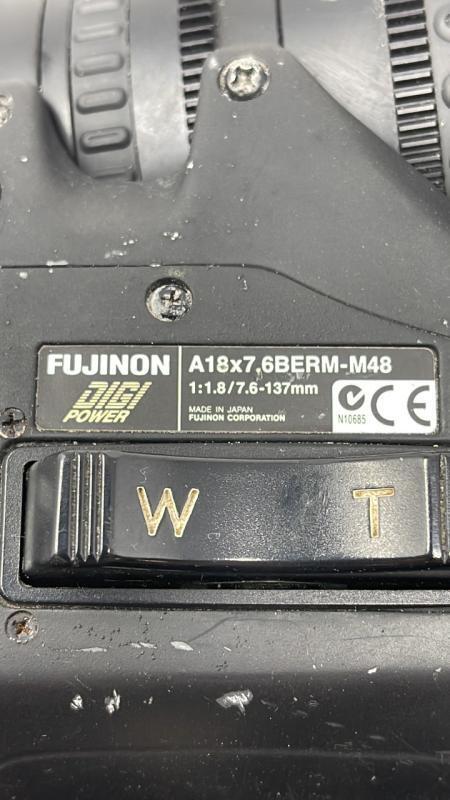 FUJINON
DIGI
POWER
A18x7.6BERM-M48
1:1.8/7.6-137mm
MADE IN JAPAN
FUJINON CORPORATION
N10685
CE
W T